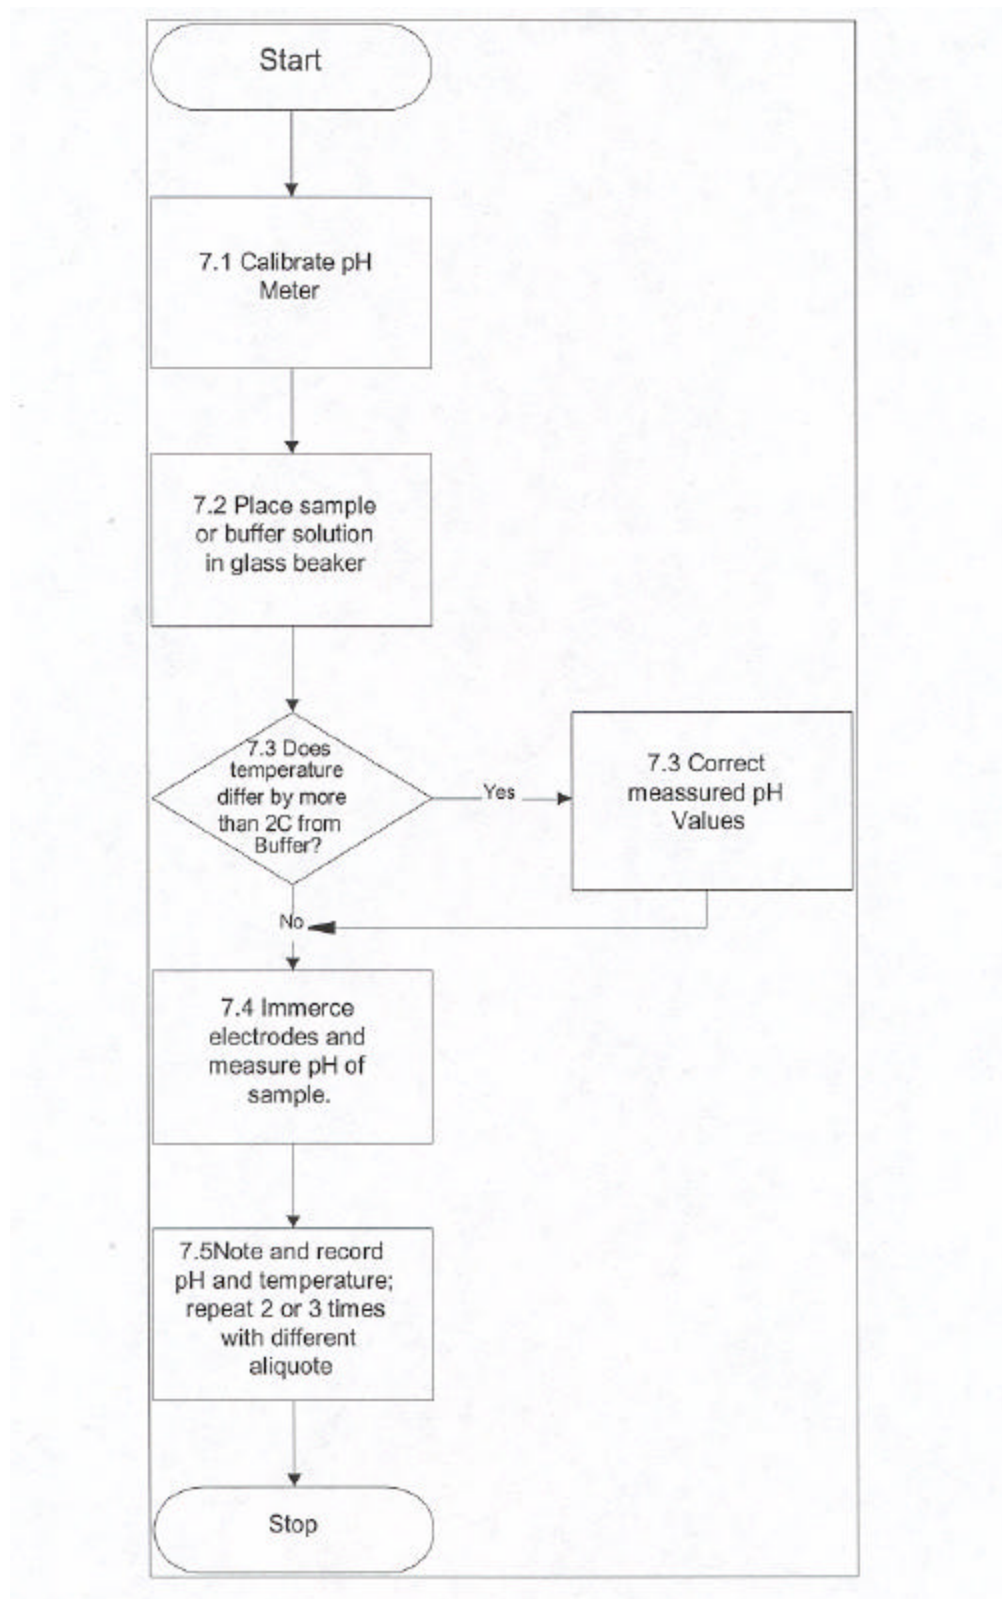 Start
7.1 Calibrate pH
Meter
7.2 Place sample
or buffer solution
in glass beaker
7.3 Does
temperature
differ by more
than 2C from
Buffer?
Yes
7.3 Correct
meassured pH
Values
No
7.4 Immerce
electrodes and
measure pH of
sample.
7.5Note and record
pH and temperature;
repeat 2 or 3 times
with different
aliquote
Stop